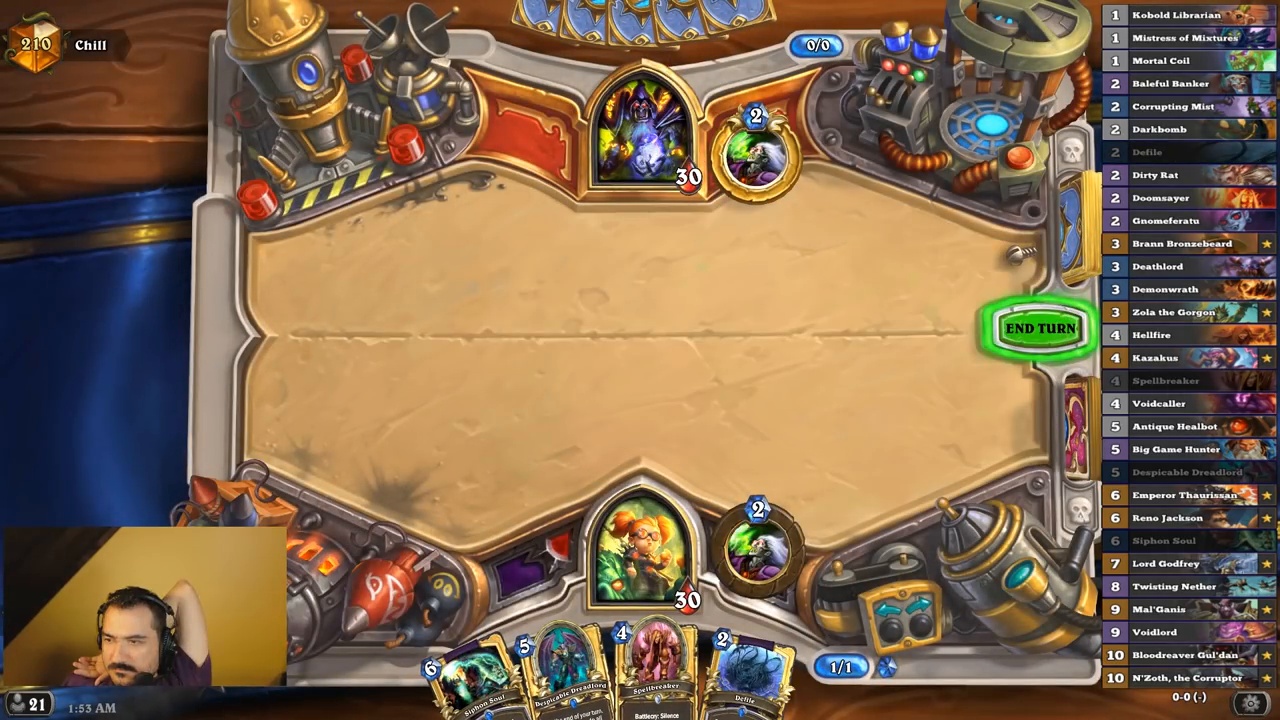 210
Chill
0/0
2
30
END TURN
2
30
6
Siphon Soul
5
Despicable Dreadlord
4
Spellbreaker
Battlecry: Silence
2
Defile
1/1
21
1:53 AM
1 Kobold Librarian
1 Mistress of Mixtures
1 Mortal Coil
2 Baleful Banker
2 Corrupting Mist
2 Darkbomb
2 Defile
2 Dirty Rat
2 Doomsayer
2 Gnomeferatu
3 Brann Bronzebeard
3 Deathlord
3 Demonwrath
3 Zola the Gorgon
4 Hellfire
4 Kazakus
4 Spellbreaker
4 Voidcaller
5 Antique Healbot
5 Big Game Hunter
5 Despicable Dreadlord
6 Emperor Thaurissan
6 Reno Jackson
6 Siphon Soul
7 Lord Godfrey
8 Twisting Nether
9 Mal'Ganis
9 Voidlord
10 Bloodreaver Gul'dan
10 N'Zoth, the Corruptor
0-0 (-)